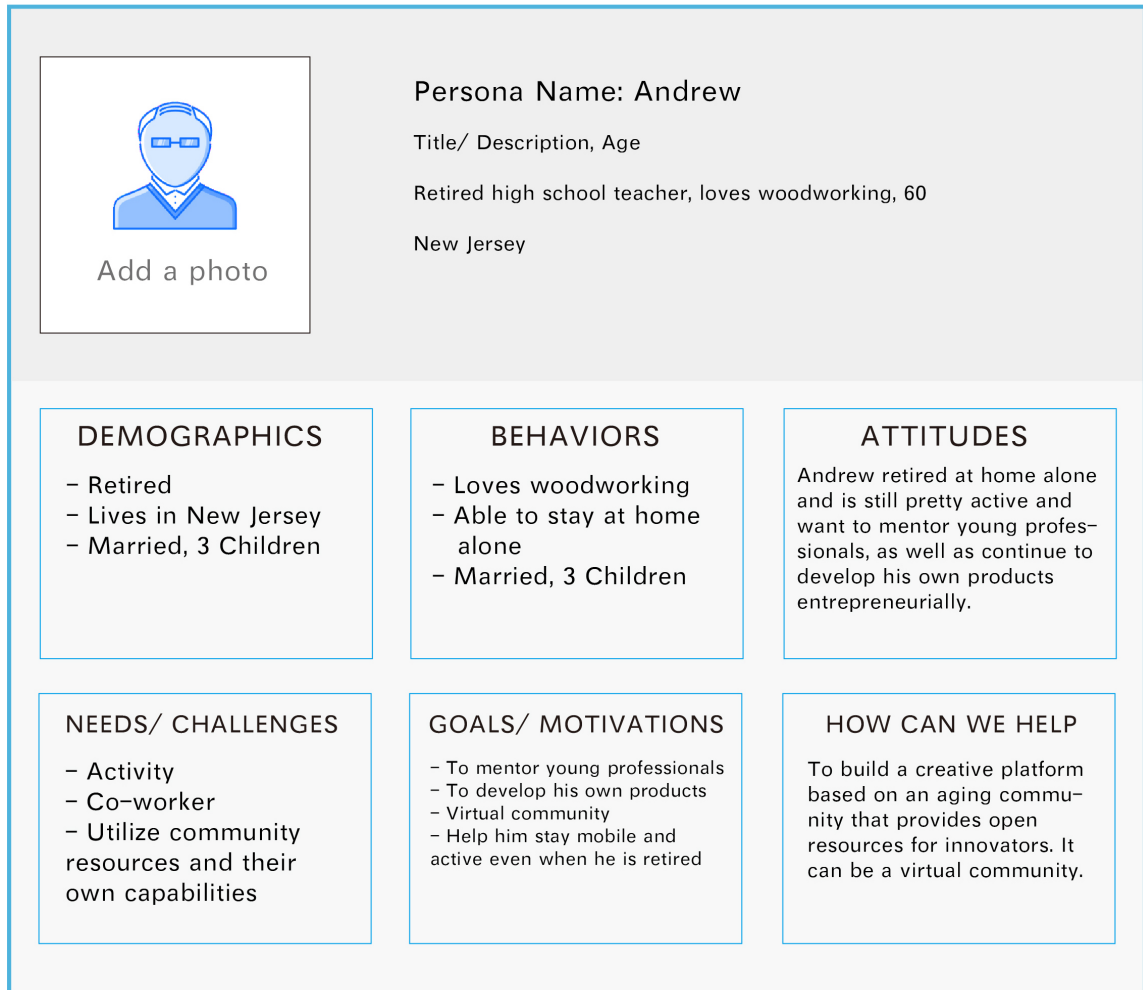 Add a photo
Persona Name: Andrew
Title/ Description, Age
Retired high school teacher, loves woodworking, 60
New Jersey
DEMOGRAPHICS
– Retired
– Lives in New Jersey
– Married, 3 Children
BEHAVIORS
– Loves woodworking
– Able to stay at home
alone
– Married, 3 Children
ATTITUDES
Andrew retired at home alone
and is still pretty active and
want to mentor young profes–
sionals, as well as continue to
develop his own products
entrepreneurially.
NEEDS/ CHALLENGES
– Activity
– Co–worker
– Utilize community
resources and their
own capabilities
GOALS/ MOTIVATIONS
– To mentor young professionals
– To develop his own products
– Virtual community
– Help him stay mobile and
active even when he is retired
HOW CAN WE HELP
To build a creative platform
based on an aging commu–
nity that provides open
resources for innovators. It
can be a virtual community.